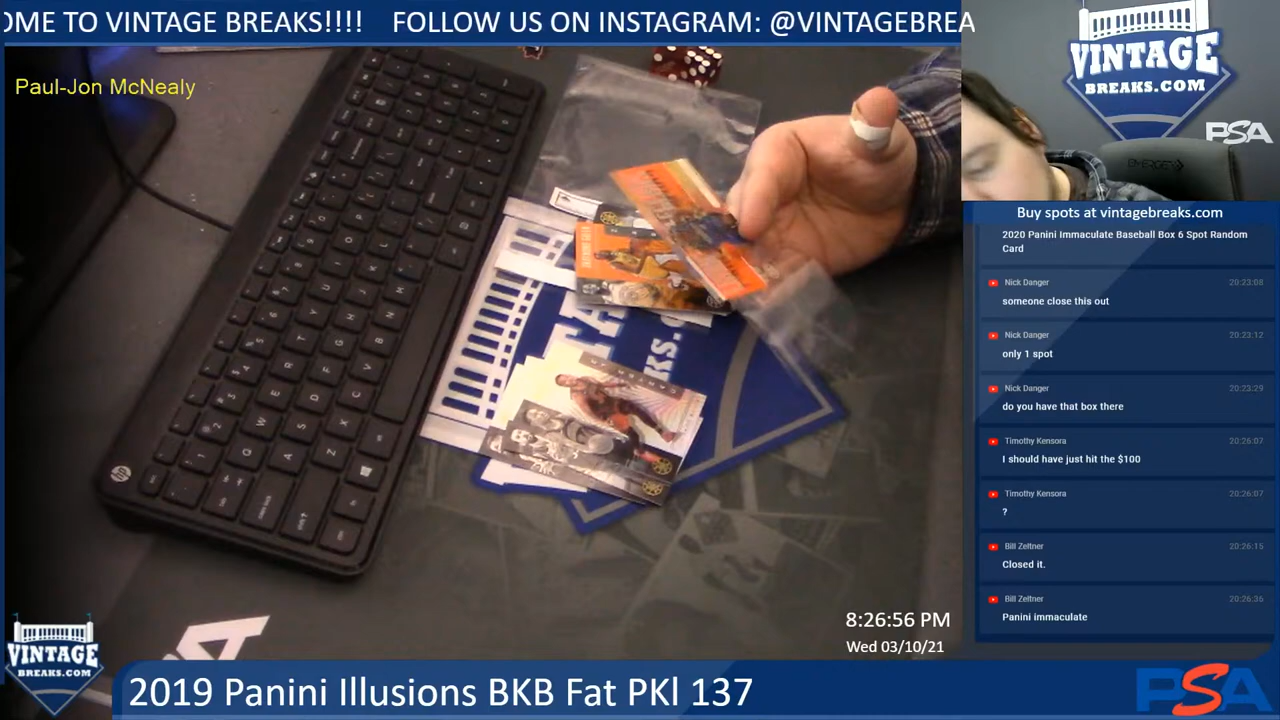 OME TO VINTAGE BREAKS!!!! FOLLOW US ON INSTAGRAM: @VINTAGEBREA
Paul-Jon McNealy
VINTAGE
BREAKS.COM
PSA
Buy spots at vintagebreaks.com
2020 Panini Immaculate Baseball Box 6 Spot Random
Card
Nick Danger 20:23:08
someone close this out
Nick Danger 20:23:12
only 1 spot
Nick Danger 20:23:29
do you have that box there
Timothy Kensora 20:26:07
I should have just hit the $100
Timothy Kensora 20:26:07
?
Bill Zeltner 20:26:15
Closed it.
Bill Zeltner 20:26:36
Panini immaculate
8:26:56 PM
Wed 03/10/21
VINTAGE
BREAKS.COM
2019 Panini Illusions BKB Fat PKl 137
PSA